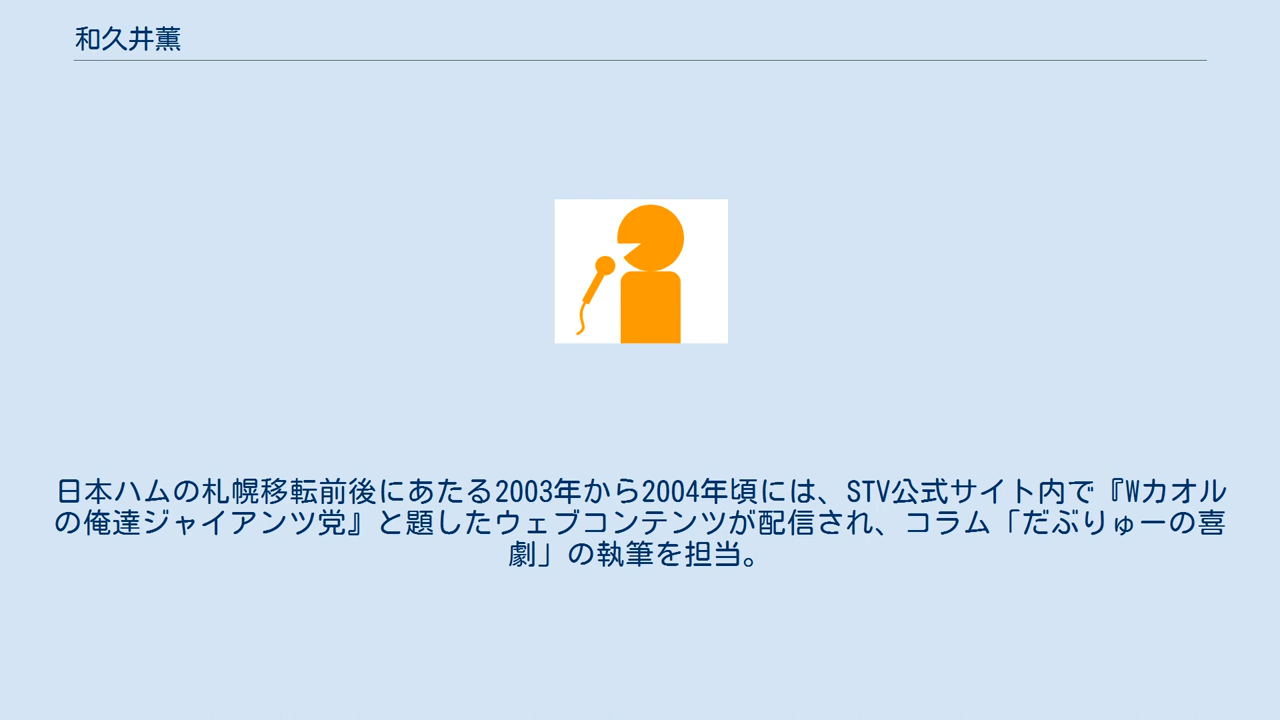 和久井薫
日本ハムの札幌移転前後にあたる2003年から2004年頃には、STV公式サイト内で『Wカオル
の俺達ジャイアンツ党』と題したウェブコンテンツが配信され、コラム「だぶりゅーの喜
劇」の執筆を担当。